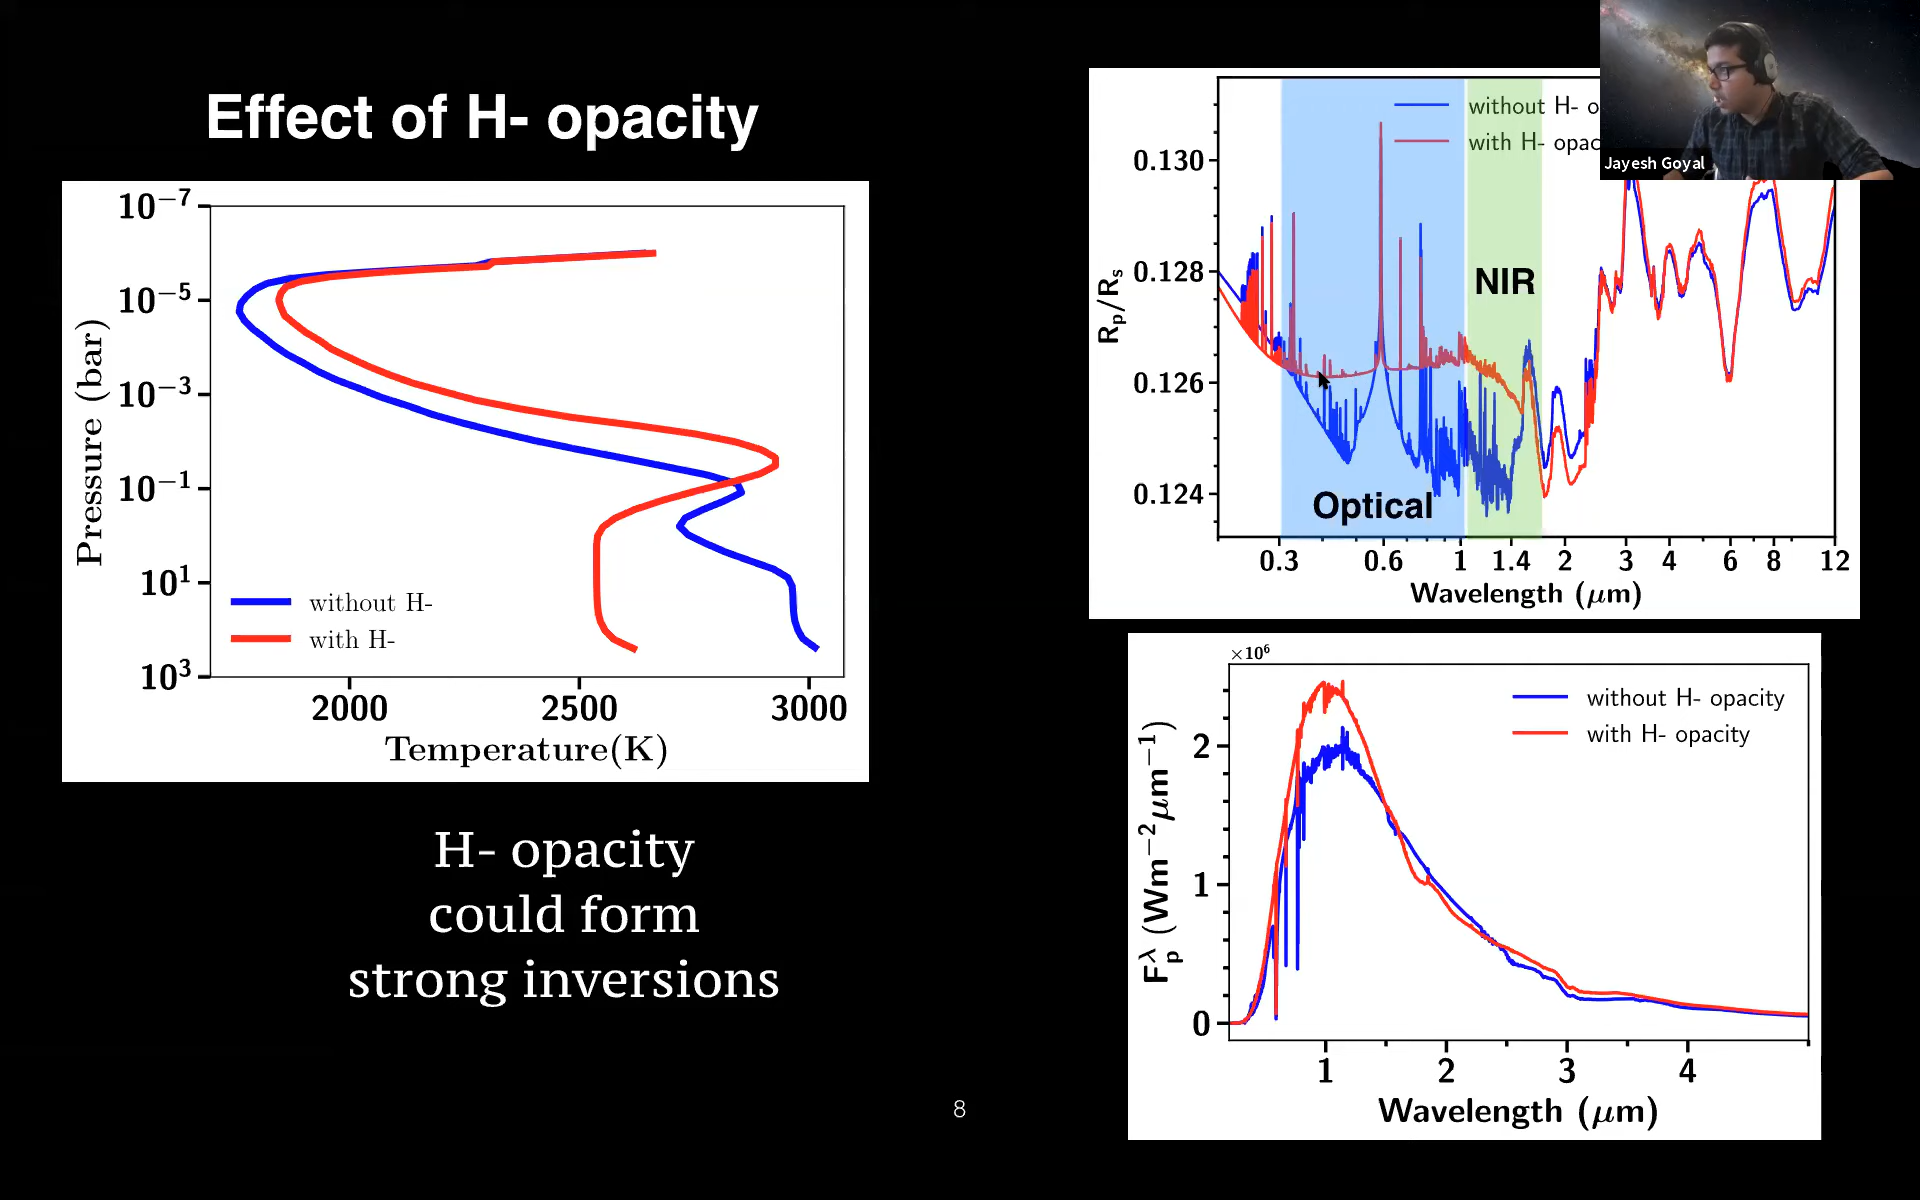 Effect of H- opacity
10⁻⁷
10⁻⁵
10⁻³
10⁻¹
10¹
10³
Pressure (bar)
without H-
with H-
2000 2500 3000
Temperature(K)
H- opacity
could form
strong inversions
without H-
with H-
Jayesh Goyal
0.130
0.128
0.126
0.124
Rp/Rs
NIR
Optical
0.3 0.6 1 1.4 2 3 4 6 8 12
Wavelength (μm)
×10⁶
without H- opacity
with H- opacity
2
1
0
Fpλ (Wm⁻²μm⁻¹)
1 2 3 4
Wavelength (μm)
8